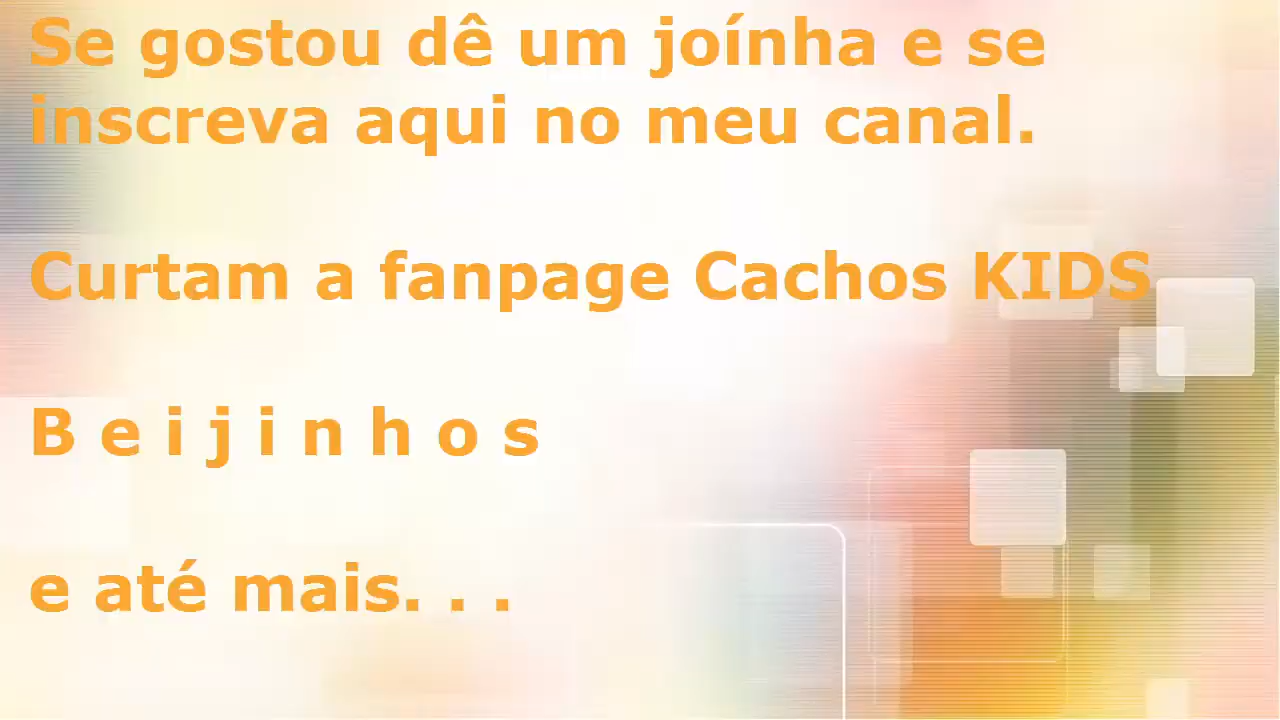 Se gostou dê um joínha e se
inscreva aqui no meu canal.
Curtam a fanpage Cachos KIDS
B e i j i n h o s
e até mais. . .